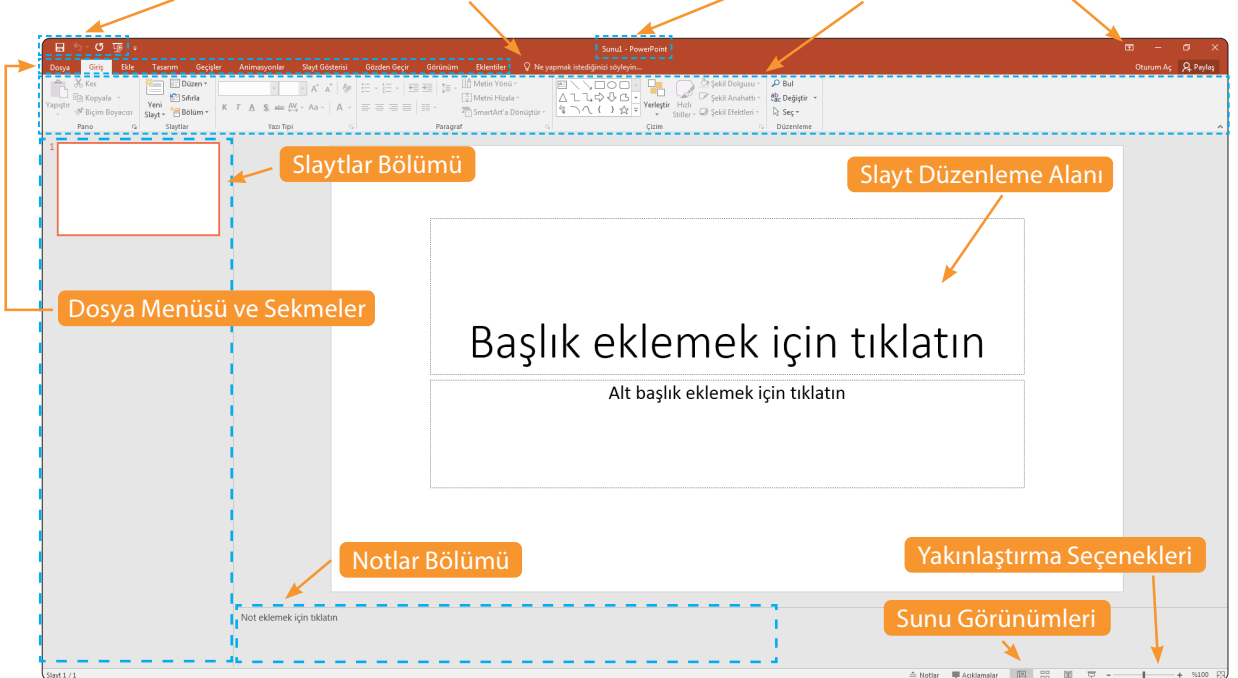 Sunu1 - PowerPoint
Dosya Giriş Ekle Tasarım Geçişler Animasyonlar Slayt Gösterisi Gözden Geçir Görünüm Eklentiler Ne yapmak istediğinizi söyleyin... Oturum Aç Paylaş
Yapıştır
Kes
Kopyala
Biçim Boyacısı
Pano
Yeni
Slayt
Düzen
Sıfırla
Bölüm
Slaytlar
K T A S abc AV Aa A
Yazı Tipi
Metin Yönü
Metni Hizala
SmartArt'a Dönüştür
Paragraf
Yerleştir
Hızlı
Stiller
Şekil Dolgusu
Şekil Anahattı
Şekil Efektleri
Çizim
Bul
Değiştir
Seç
Düzenleme
1
Slaytlar Bölümü
Slayt Düzenleme Alanı
Dosya Menüsü ve Sekmeler
Başlık eklemek için tıklatın
Alt başlık eklemek için tıklatın
Notlar Bölümü
Yakınlaştırma Seçenekleri
Sunu Görünümleri
Not eklemek için tıklatın
Slayt 1 / 1
Notlar Açıklamalar %100